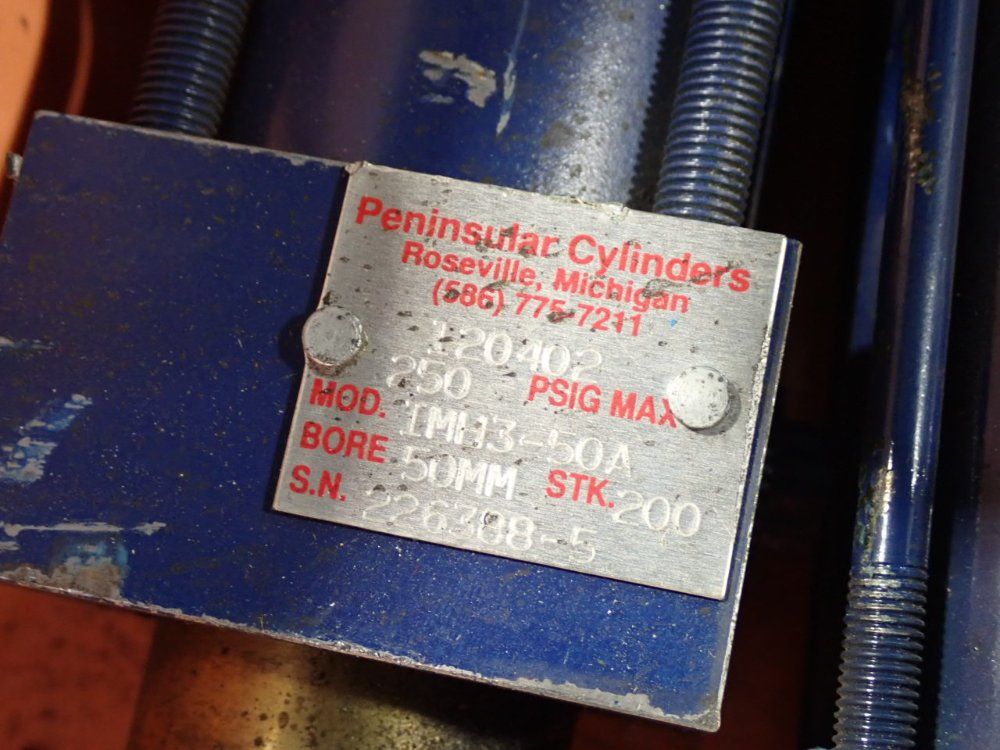 Peninsular Cylinders
Roseville, Michigan
(586) 775-7211
120402
250 PSIG MAX
MOD. IMH3-50A
BORE 50MM STK. 200
S.N. 226388-5